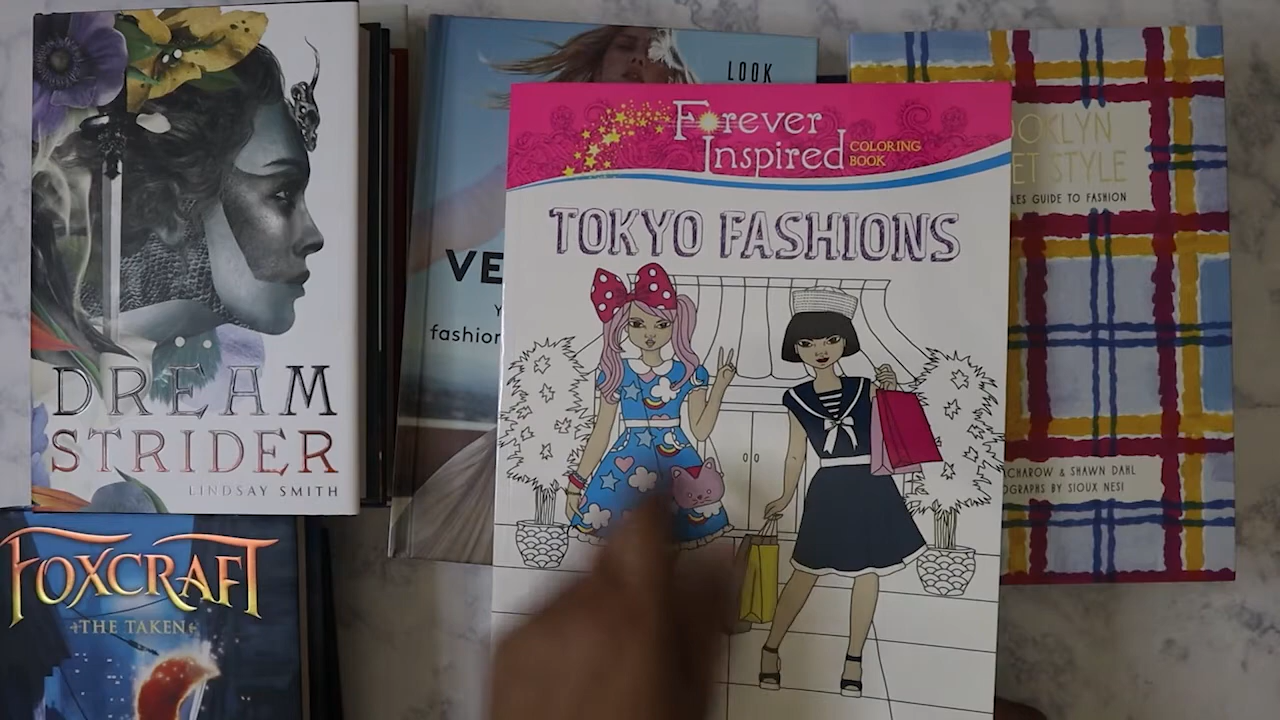 DREAM
STRIDER
LINDSAY SMITH
FOXCRAFT
THE TAKEN
LOOK
VE
Y
fashion
Forever
Inspired
COLORING
BOOK
TOKYO FASHIONS
OKLYN
ET STYLE
LES GUIDE TO FASHION
CHAROW & SHAWN DAHL
OGRAPHS BY SIOUX NESI